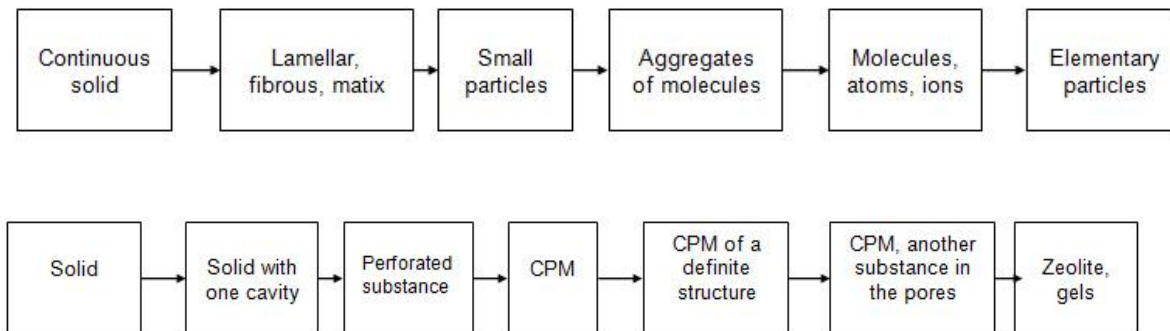 Continuous
solid
Lamellar,
fibrous, matix
Small
particles
Aggregates
of molecules
Molecules,
atoms, ions
Elementary
particles
Solid
Solid with
one cavity
Perforated
substance
CPM
CPM of a
definite
structure
CPM, another
substance in
the pores
Zeolite,
gels